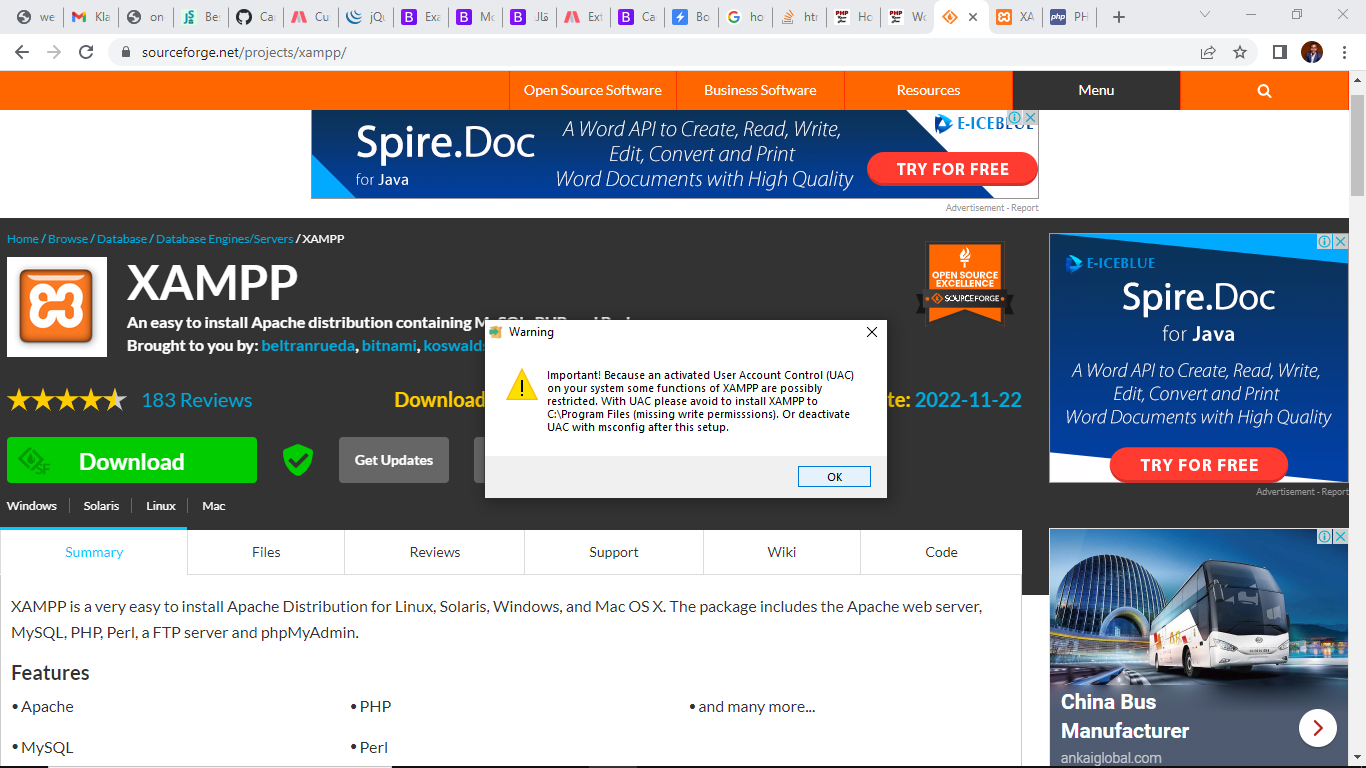 we
Kla
on
Be:
Ca
Cu
jQu
Exa
Mo
Jlä
Ext
Ca
Bo
ho
htr
Ho
Wo
XA
PH
sourceforge.net/projects/xampp/
Open Source Software
Business Software
Resources
Menu
Spire.Doc
for Java
A Word API to Create, Read, Write,
Edit, Convert and Print
Word Documents with High Quality
E-ICEBLUE
TRY FOR FREE
Advertisement - Report
Home / Browse / Database / Database Engines/Servers / XAMPP
XAMPP
An easy to install Apache distribution containing
Brought to you by: beltranrueda, bitnami, koswalds
OPEN SOURCE
EXCELLENCE
SOURCEFORGE
183 Reviews
Download
te: 2022-11-22
SF
Download
Get Updates
Windows
Solaris
Linux
Mac
Warning
Important! Because an activated User Account Control (UAC)
on your system some functions of XAMPP are possibly
restricted. With UAC please avoid to install XAMPP to
C:\Program Files (missing write permisssions). Or deactivate
UAC with msconfig after this setup.
OK
Summary
Files
Reviews
Support
Wiki
Code
XAMPP is a very easy to install Apache Distribution for Linux, Solaris, Windows, and Mac OS X. The package includes the Apache web server,
MySQL, PHP, Perl, a FTP server and phpMyAdmin.
Features
• Apache
• PHP
• and many more...
• MySQL
• Perl
E-ICEBLUE
Spire.Doc
for Java
A Word API to Create, Read, Write,
Edit, Convert and Print
Word Documents with High Quality
TRY FOR FREE
Advertisement - Report
China Bus
Manufacturer
ankaiglobal.com